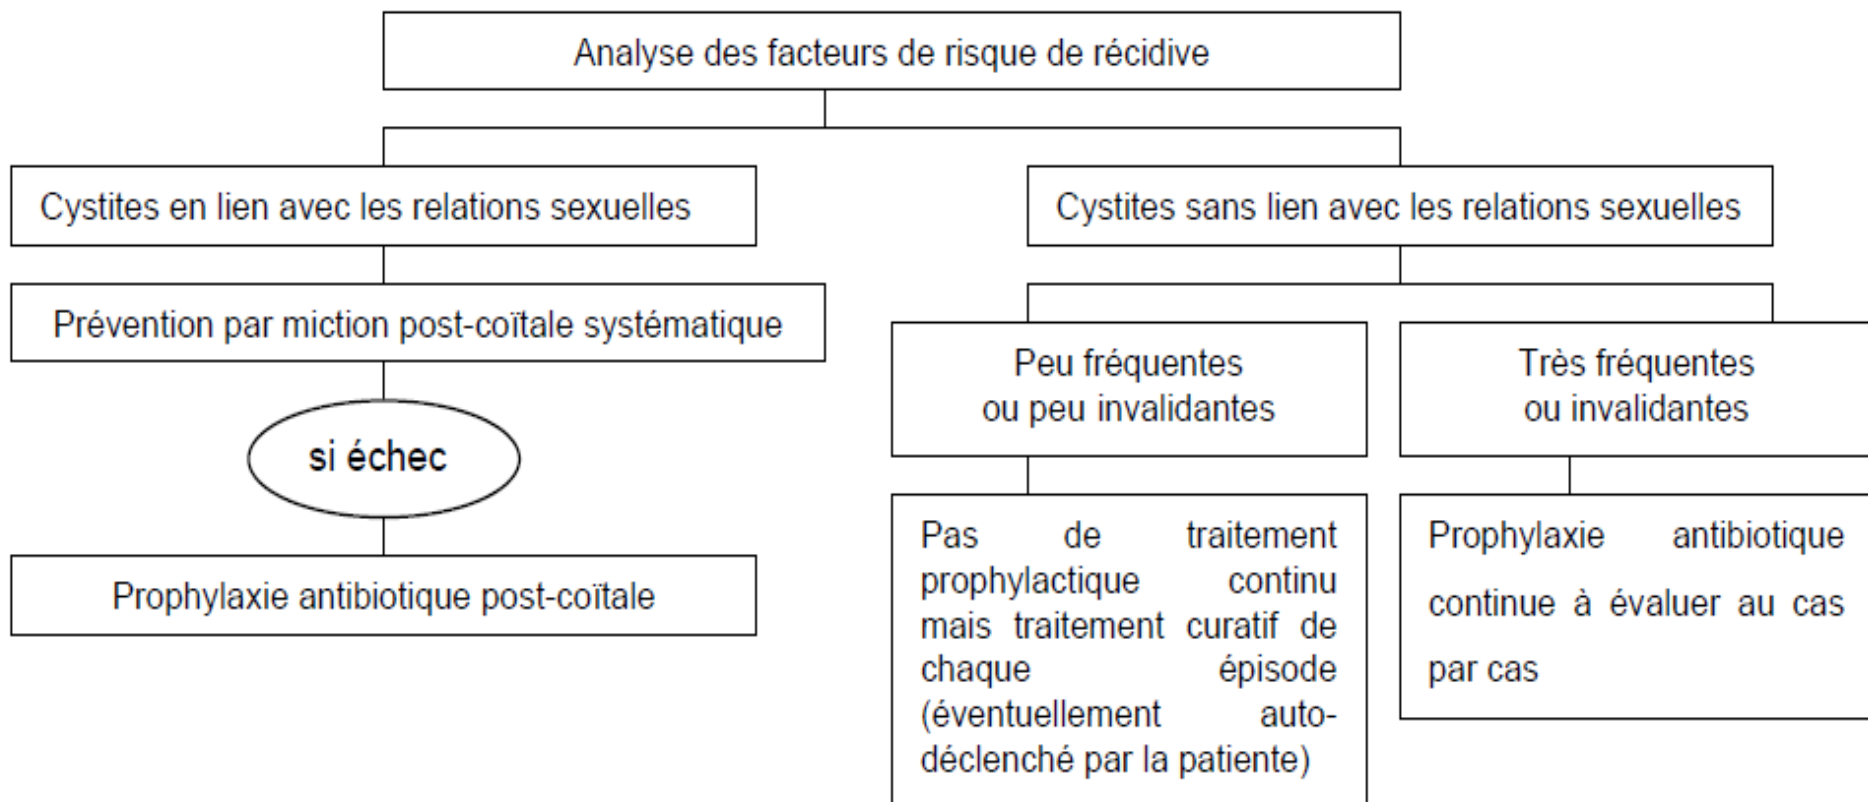 Analyse des facteurs de risque de récidive
Cystites en lien avec les relations sexuelles
Cystites sans lien avec les relations sexuelles
Prévention par miction post-coïtale systématique
si échec
Prophylaxie antibiotique post-coïtale
Peu fréquentes
ou peu invalidantes
Très fréquentes
ou invalidantes
Pas de traitement
prophylactique continu
mais traitement curatif de
chaque épisode
(éventuellement auto-
déclenché par la patiente)
Prophylaxie antibiotique
continue à évaluer au cas
par cas